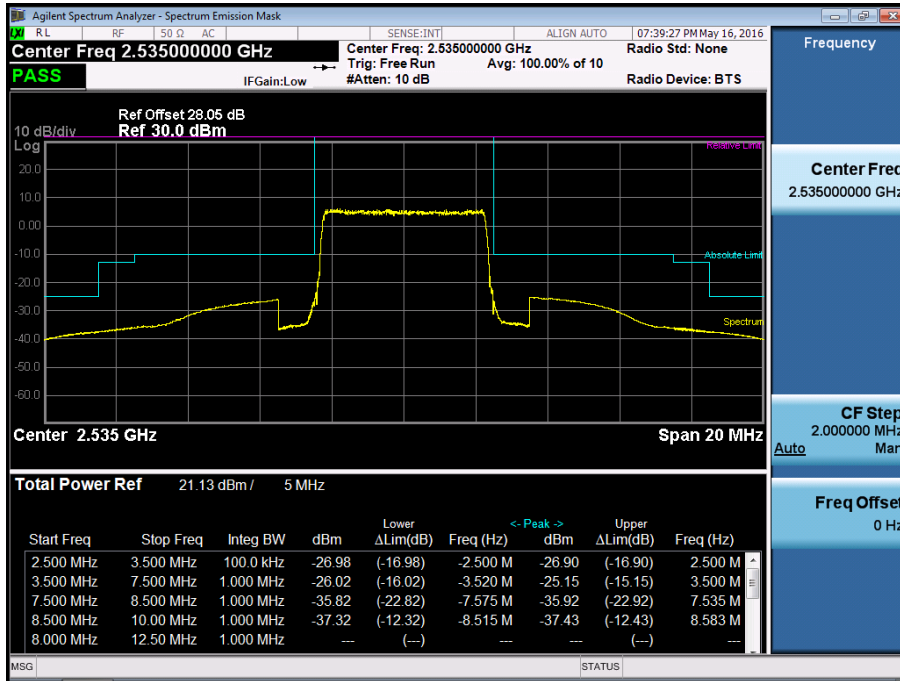 Agilent Spectrum Analyzer - Spectrum Emission Mask
LXI RL RF 50 Ω AC SENSE:INT ALIGN AUTO 07:39:27 PM May 16, 2016
Center Freq 2.535000000 GHz
Center Freq: 2.535000000 GHz Radio Std: None
Trig: Free Run Avg: 100.00% of 10
PASS IFGain:Low #Atten: 10 dB Radio Device: BTS
Ref Offset 28.05 dB
10 dB/div Ref 30.0 dBm
Log
Relative Limit
20.0
10.0
0.00
-10.0
Absolute Limit
-20.0
-30.0
Spectrum
-40.0
-50.0
-60.0
Center 2.535 GHz Span 20 MHz
Total Power Ref 21.13 dBm / 5 MHz
Lower <- Peak -> Upper
Start Freq Stop Freq Integ BW dBm ΔLim(dB) Freq (Hz) dBm ΔLim(dB) Freq (Hz)
2.500 MHz 3.500 MHz 100.0 kHz -26.98 (-16.98) -2.500 M -26.90 (-16.90) 2.500 M
3.500 MHz 7.500 MHz 1.000 MHz -26.02 (-16.02) -3.520 M -25.15 (-15.15) 3.500 M
7.500 MHz 8.500 MHz 1.000 MHz -35.82 (-22.82) -7.575 M -35.92 (-22.92) 7.535 M
8.500 MHz 10.00 MHz 1.000 MHz -37.32 (-12.32) -8.515 M -37.43 (-12.43) 8.583 M
8.000 MHz 12.50 MHz 1.000 MHz --- (---) --- --- (---) ---
MSG STATUS
Frequency
Center Freq
2.535000000 GHz
CF Step
2.000000 MHz
Auto Man
Freq Offset
0 Hz